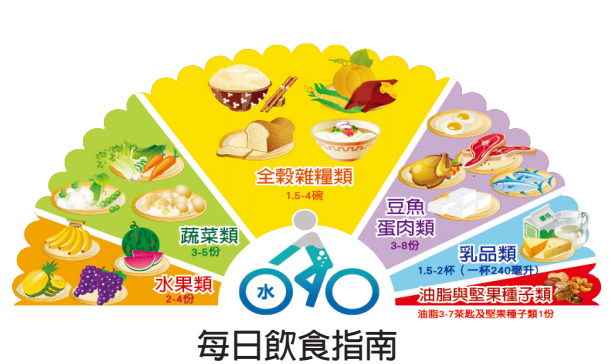 全穀雜糧類
1.5-4碗
豆魚
蛋肉類
3-8份
蔬菜類
3-5份
乳品類
1.5-2杯（一杯240毫升）
水果類
2-4份
油脂與堅果種子類
油脂3-7茶匙及堅果種子類1份
水
每日飲食指南